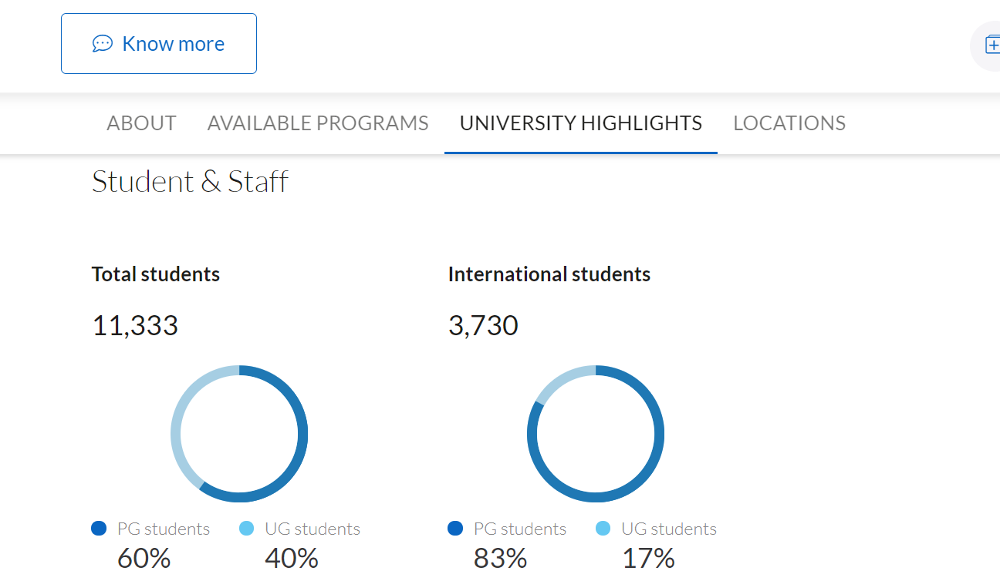 Know more
ABOUT AVAILABLE PROGRAMS UNIVERSITY HIGHLIGHTS LOCATIONS
Student & Staff
Total students International students
11,333 3,730
PG students UG students PG students UG students
60% 40% 83% 17%